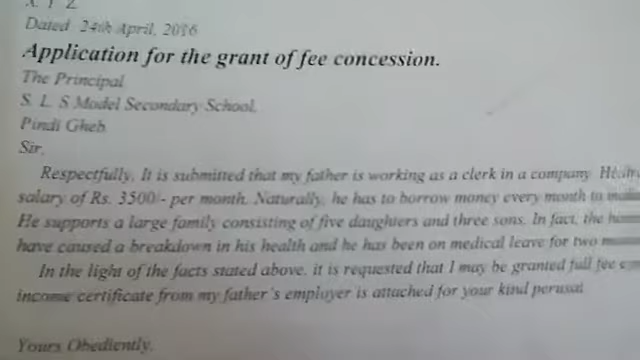 X Y Z
Dated 24th April, 2016
Application for the grant of fee concession.
The Principal
S. L. S Model Secondary School,
Pindi Gheb
Sir,
Respectfully, It is submitted that my father is working as a clerk in a company. He
salary of Rs. 3500/- per month. Naturally, he has to borrow money every month to
He supports a large family consisting of five daughters and three sons. In fact, the
have caused a breakdown in his health and he has been on medical leave for two
In the light of the facts stated above, it is requested that I may be granted full fee
income certificate from my father's employer is attached for your kind perusal
Yours Obediently,